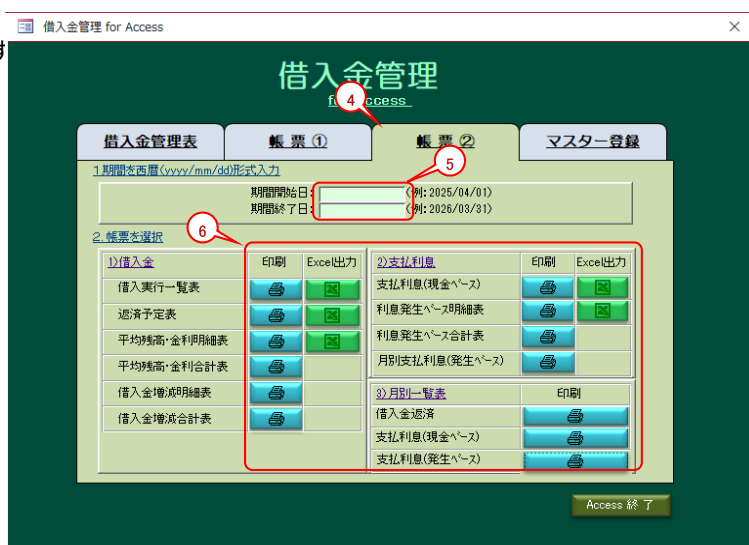 借入金管理 for Access
す
借入金管理
for Access
4
借入金管理表 帳 票 ① 帳 票 ② マスター登録
5
1.期間を西暦(yyyy/mm/dd)形式入力
期間開始日: (例: 2025/04/01)
期間終了日: (例: 2026/03/31)
6
2. 帳票を選択
1)借入金 印刷 Excel出力
借入実行一覧表
返済予定表
平均残高・金利明細表
平均残高・金利合計表
借入金増減明細表
借入金増減合計表
2)支払利息 印刷 Excel出力
支払利息(現金ベース)
利息発生ベース明細表
利息発生ベース合計表
月別支払利息(発生ベース)
3)月別一覧表 印刷
借入金返済
支払利息(現金ベース)
支払利息(発生ベース)
Access 終了